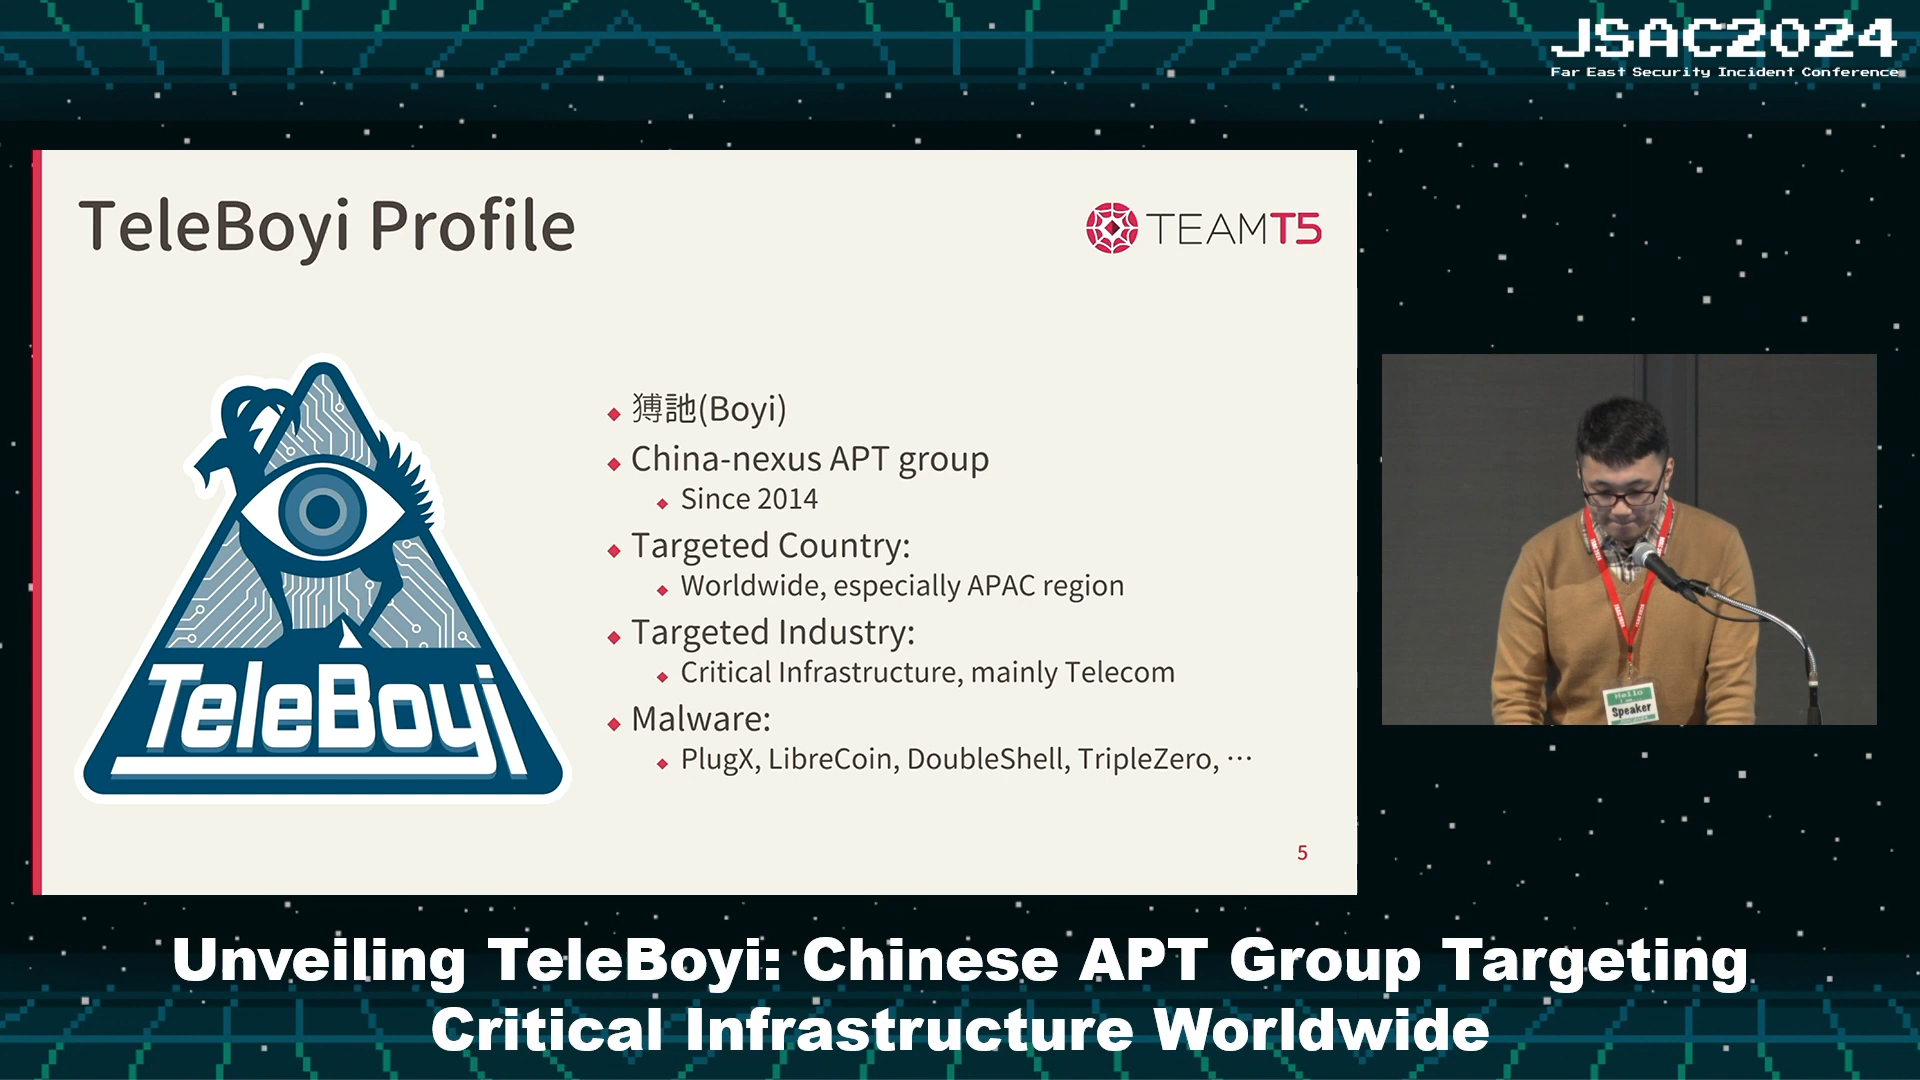 JSAC2024
Far East Security Incident Conference
TeleBoyi Profile
TEAMT5
TeleBoyi
猼訑(Boyi)
China-nexus APT group
Since 2014
Targeted Country:
Worldwide, especially APAC region
Targeted Industry:
Critical Infrastructure, mainly Telecom
Malware:
PlugX, LibreCoin, DoubleShell, TripleZero, ⋯
5
Hello
Speaker
Unveiling TeleBoyi: Chinese APT Group Targeting
Critical Infrastructure Worldwide